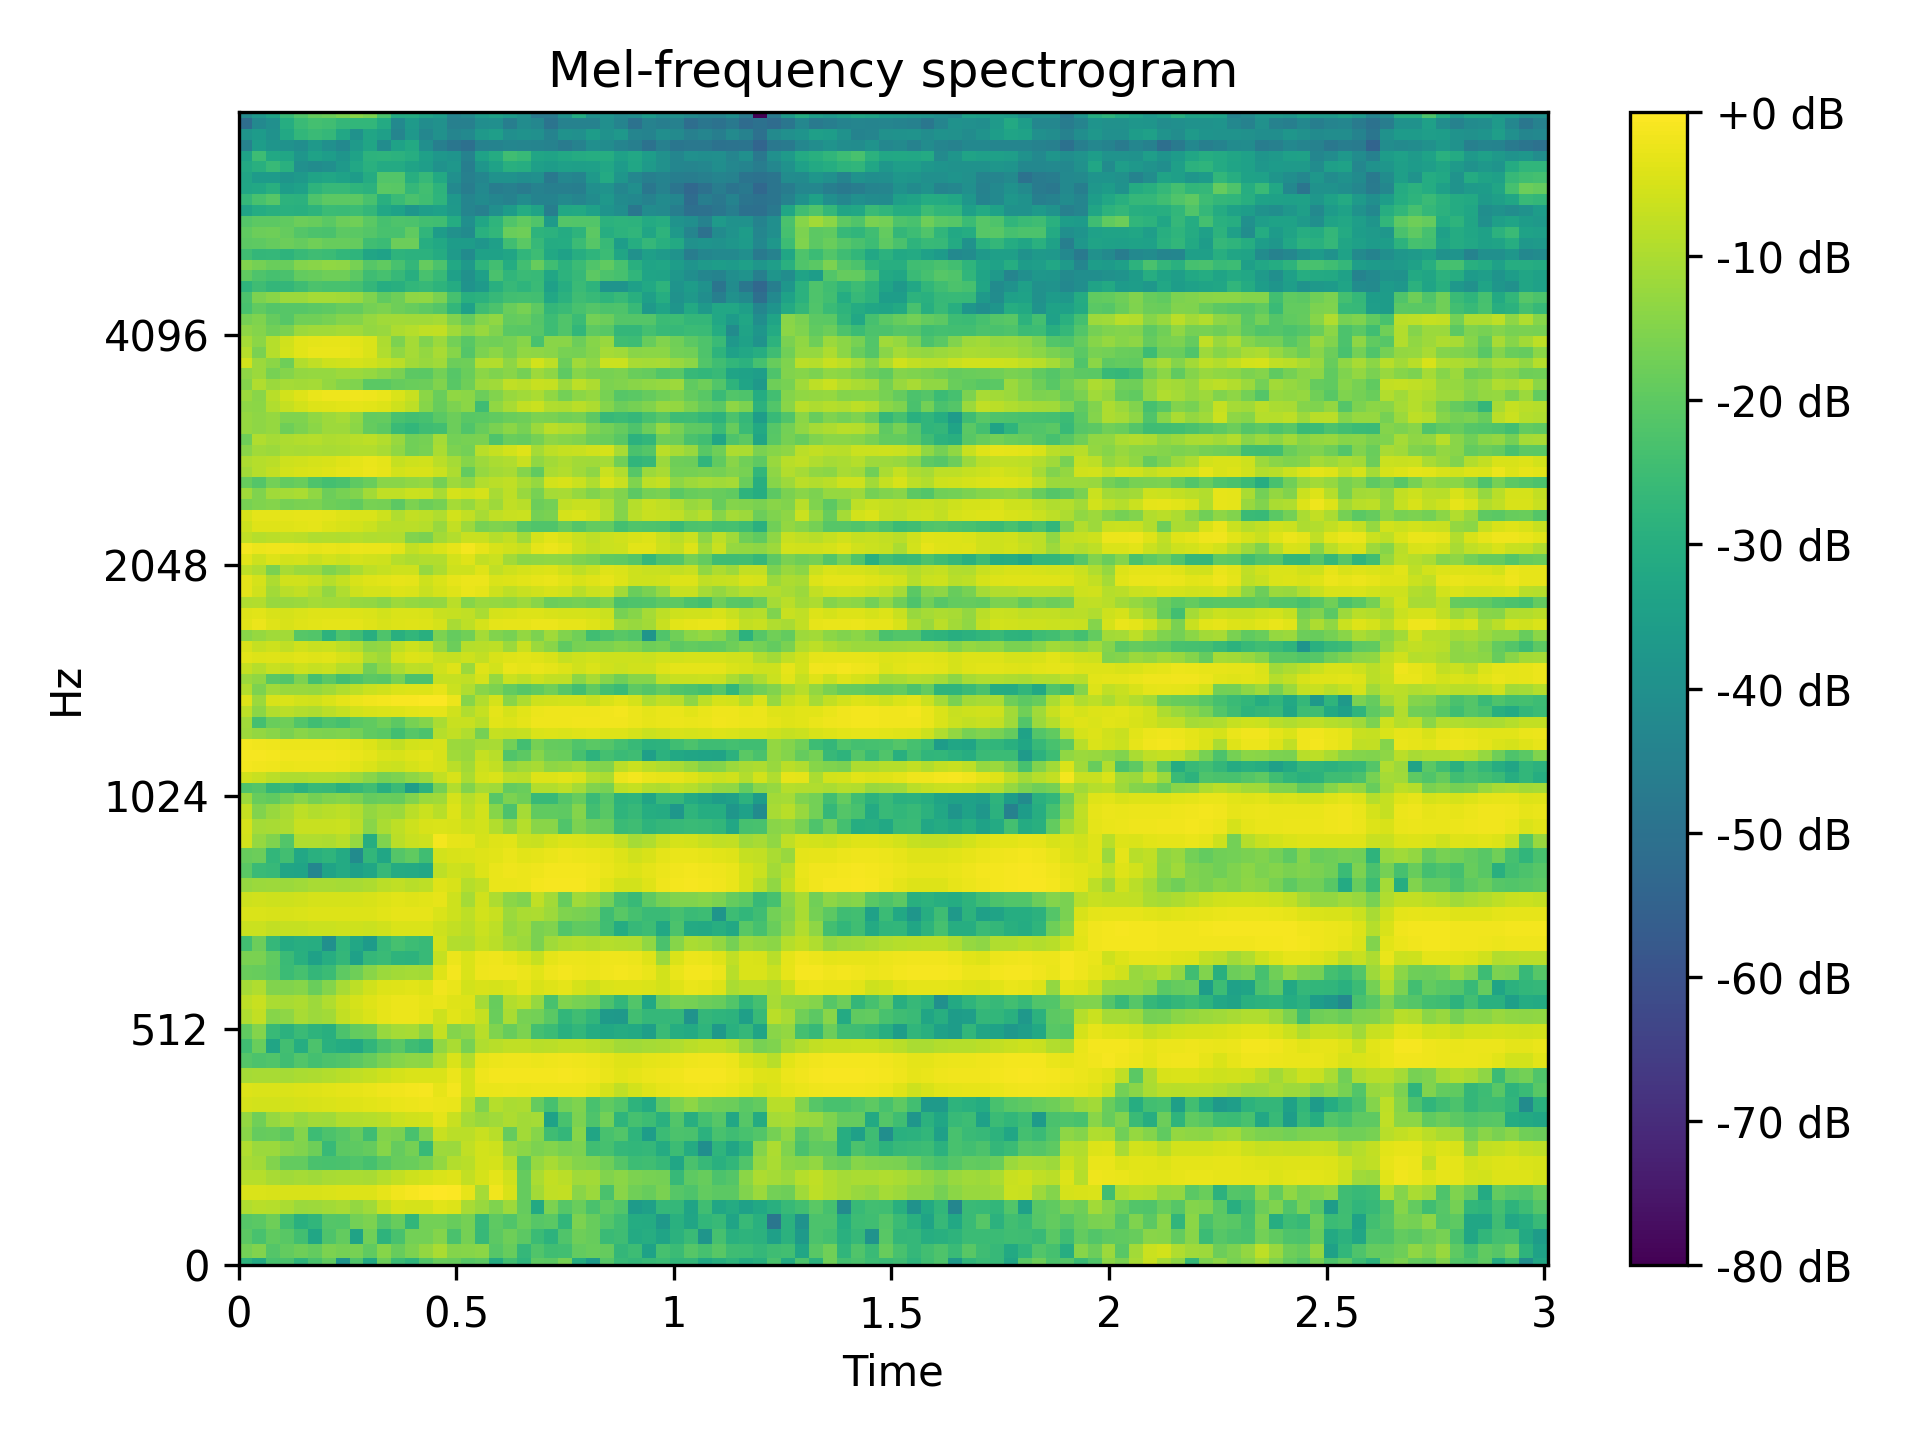 Mel-frequency spectrogram
+0 dB
-10 dB
4096
-20 dB
-30 dB
2048
-40 dB
Hz
1024
-50 dB
-60 dB
512
-70 dB
0
-80 dB
0 0.5 1 1.5 2 2.5 3
Time